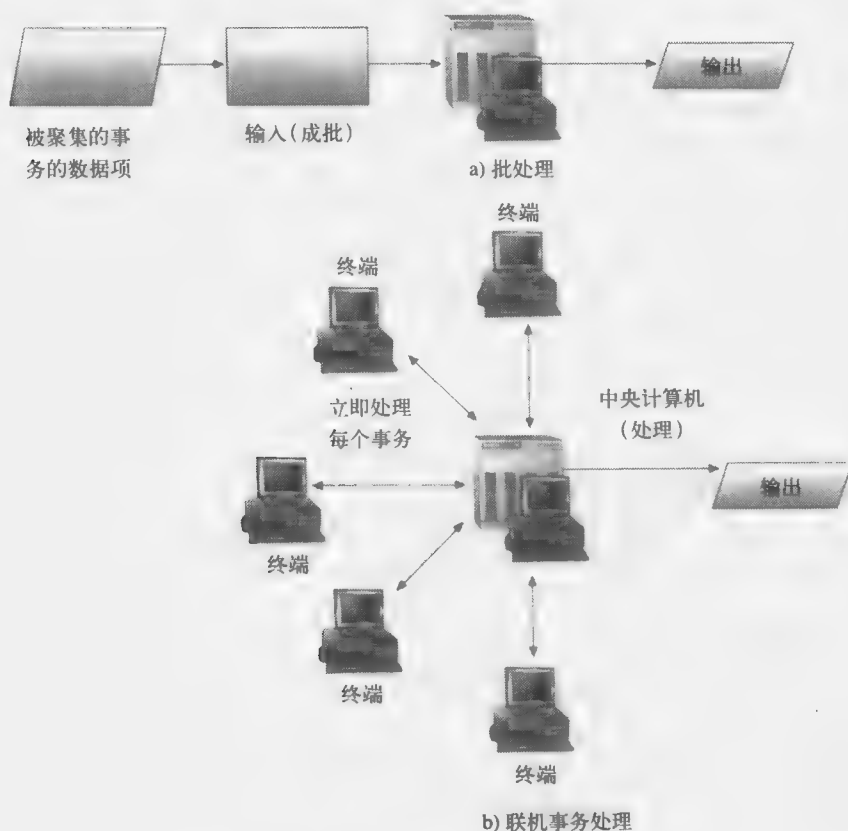 输出
被聚集的事
务的数据项
输入(成批)
a) 批处理
终端
终端
立即处理
每个事务
中央计算机
(处理)
输出
终端
终端
终端
b) 联机事务处理